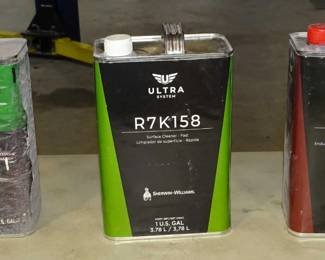 ULTRA
SYSTEM
R7K158
Surface Cleaner - Fast
Limpiador de superficie - Rápido
SHERWIN-WILLIAMS.
1 U.S. GAL
3.78 L / 3,78 L